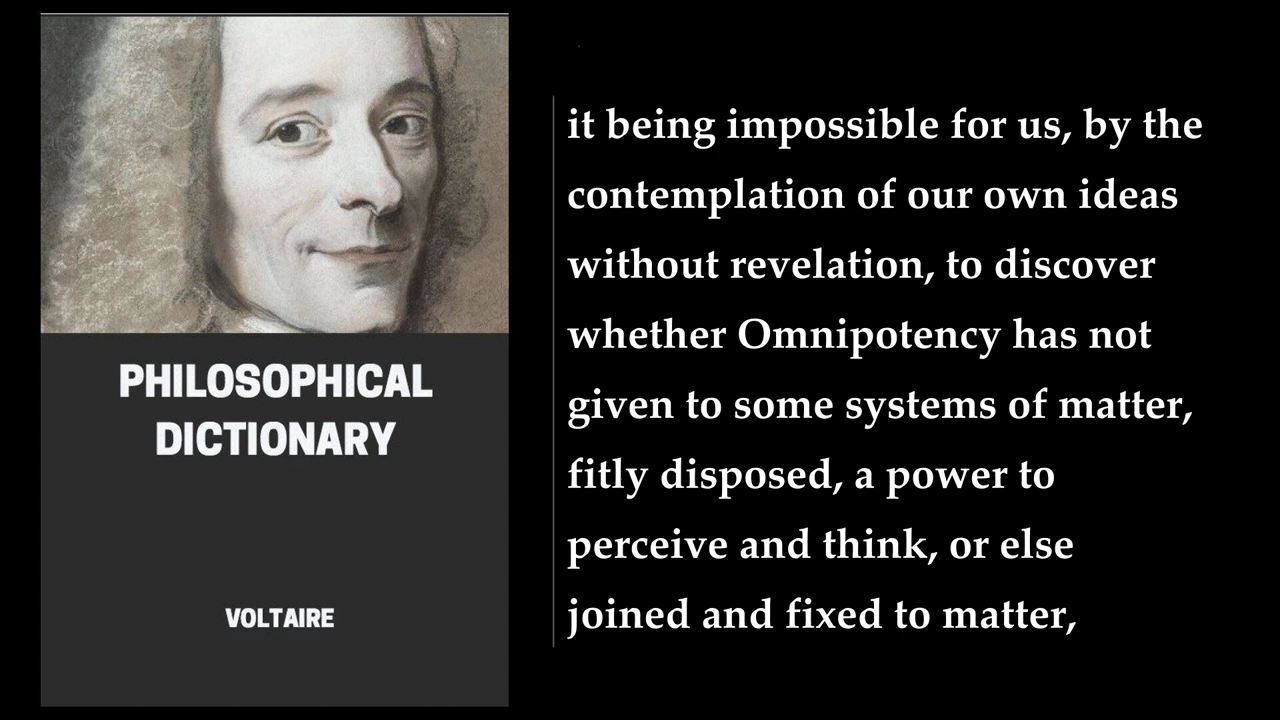 PHILOSOPHICAL
DICTIONARY
VOLTAIRE
it being impossible for us, by the
contemplation of our own ideas
without revelation, to discover
whether Omnipotency has not
given to some systems of matter,
fitly disposed, a power to
perceive and think, or else
joined and fixed to matter,